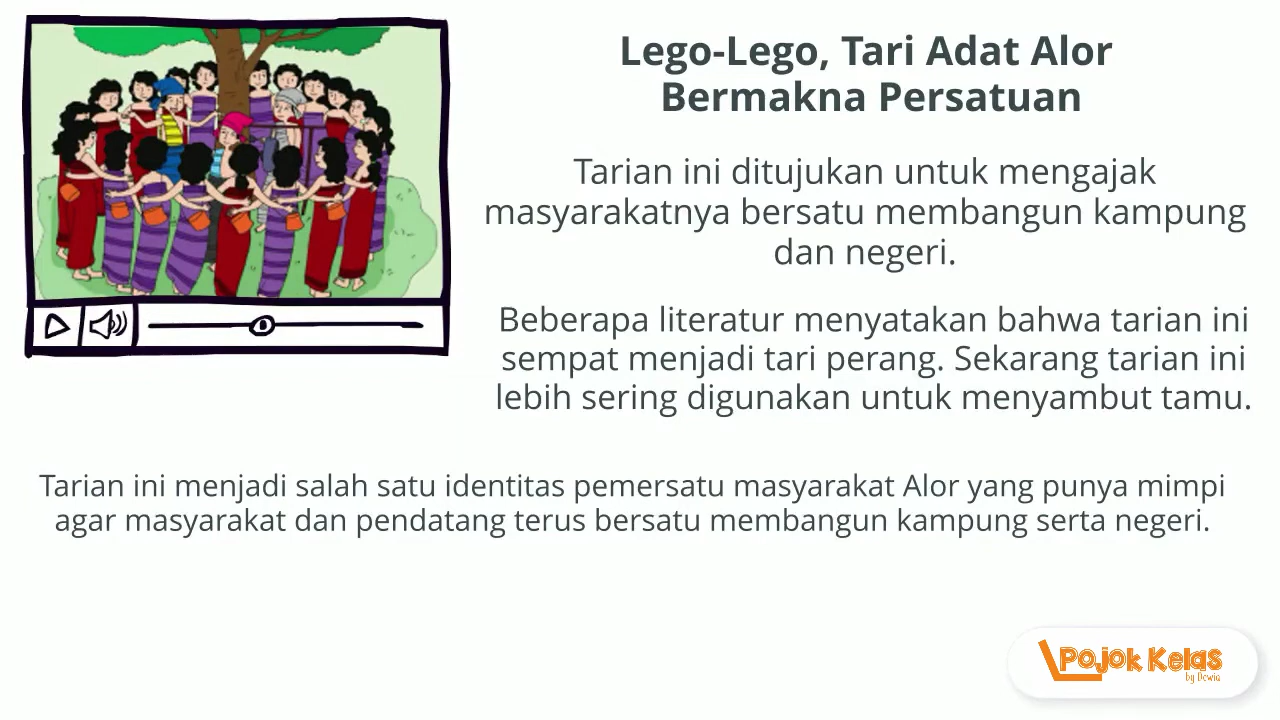 Lego-Lego, Tari Adat Alor
Bermakna Persatuan
Tarian ini ditujukan untuk mengajak
masyarakatnya bersatu membangun kampung
dan negeri.
Beberapa literatur menyatakan bahwa tarian ini
sempat menjadi tari perang. Sekarang tarian ini
lebih sering digunakan untuk menyambut tamu.
Tarian ini menjadi salah satu identitas pemersatu masyarakat Alor yang punya mimpi
agar masyarakat dan pendatang terus bersatu membangun kampung serta negeri.
Pojok Kelas
by Dewia